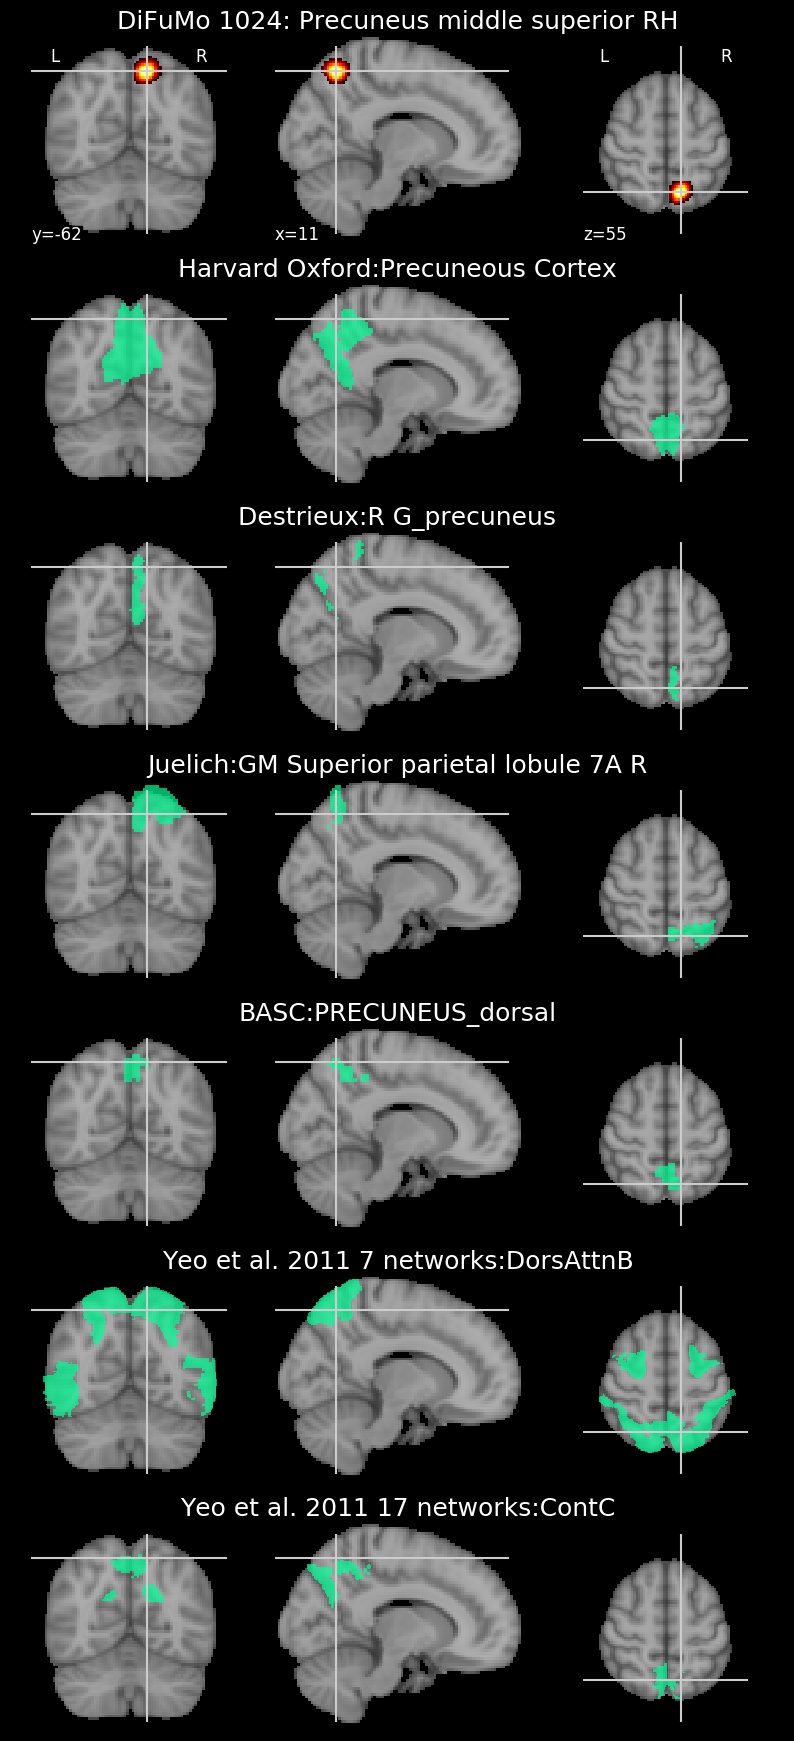 DiFuMo 1024: Precuneus middle superior RH
L R L R
y=-62 x=11 z=55
Harvard Oxford:Precuneous Cortex
Destrieux:R G_precuneus
Juelich:GM Superior parietal lobule 7A R
BASC:PRECUNEUS_dorsal
Yeo et al. 2011 7 networks:DorsAttnB
Yeo et al. 2011 17 networks:ContC